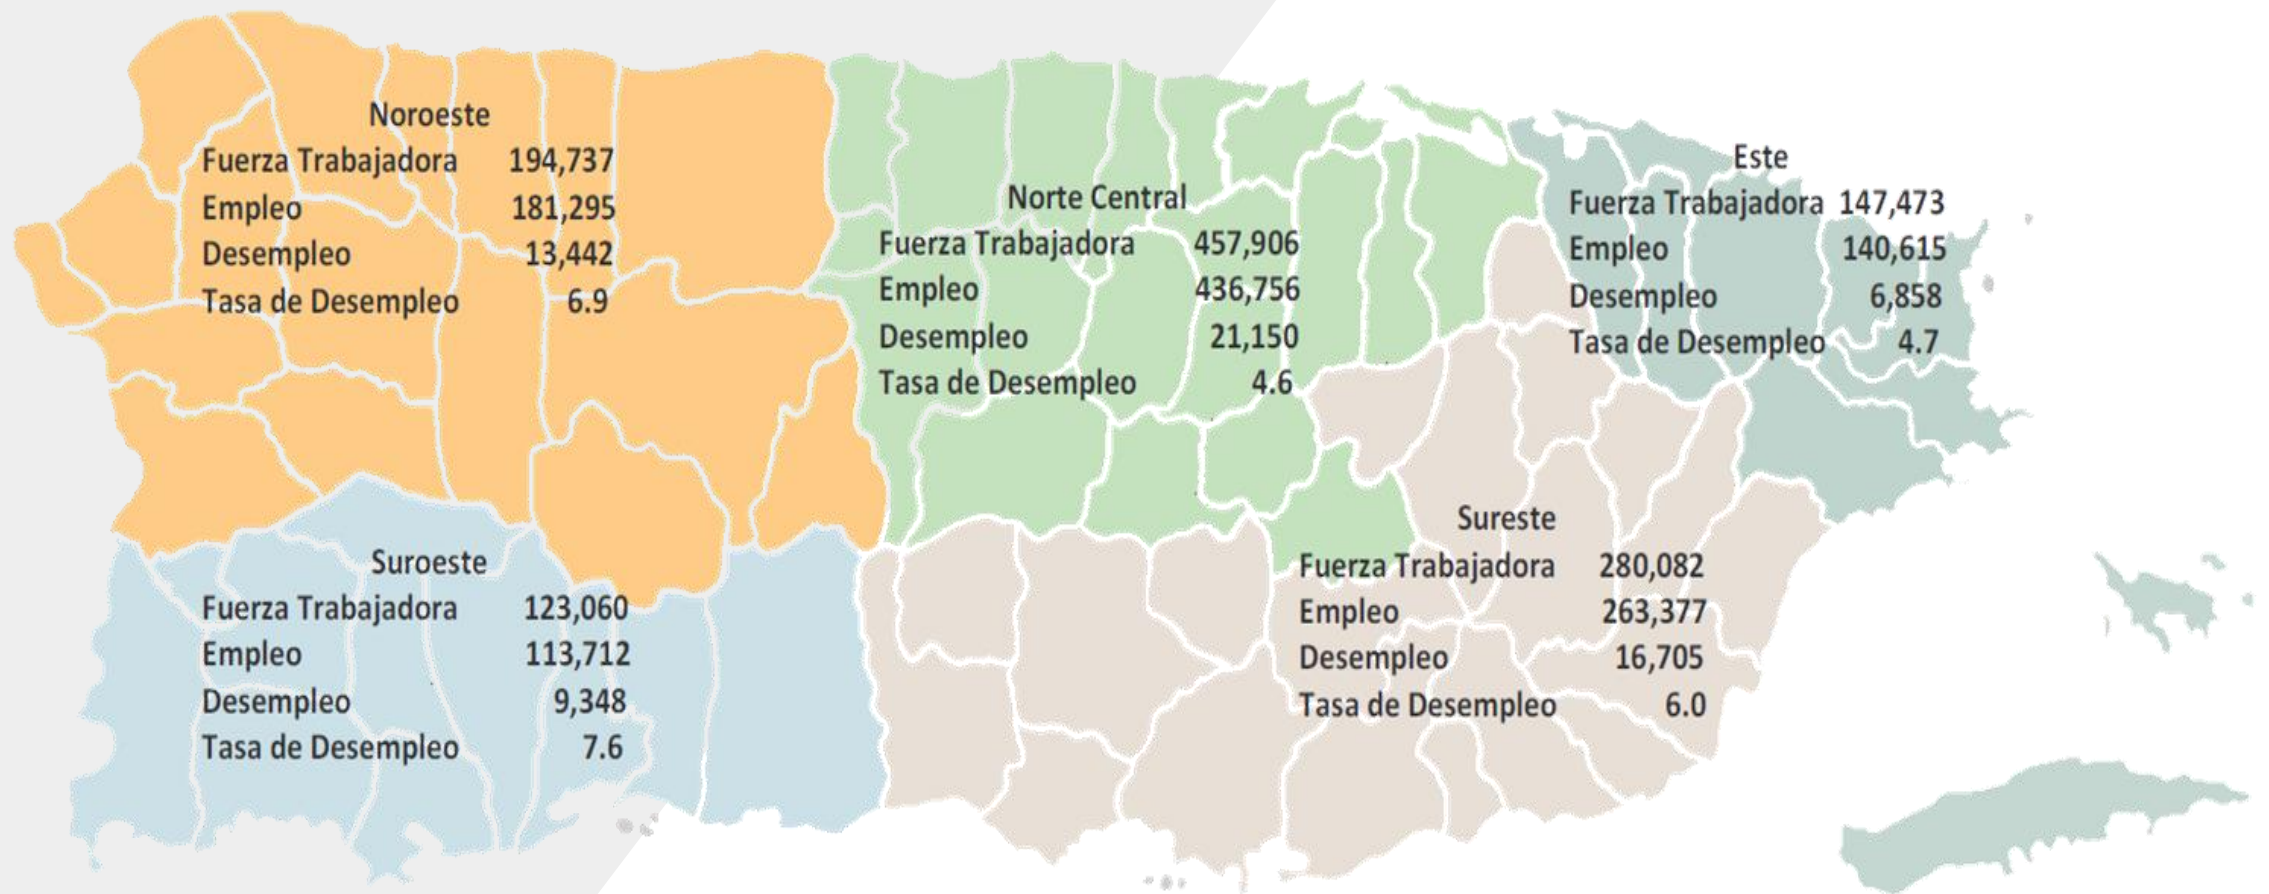 Noroeste
Fuerza Trabajadora 194,737
Empleo 181,295
Desempleo 13,442
Tasa de Desempleo 6.9
Norte Central
Fuerza Trabajadora 457,906
Empleo 436,756
Desempleo 21,150
Tasa de Desempleo 4.6
Este
Fuerza Trabajadora 147,473
Empleo 140,615
Desempleo 6,858
Tasa de Desempleo 4.7
Suroeste
Fuerza Trabajadora 123,060
Empleo 113,712
Desempleo 9,348
Tasa de Desempleo 7.6
Sureste
Fuerza Trabajadora 280,082
Empleo 263,377
Desempleo 16,705
Tasa de Desempleo 6.0